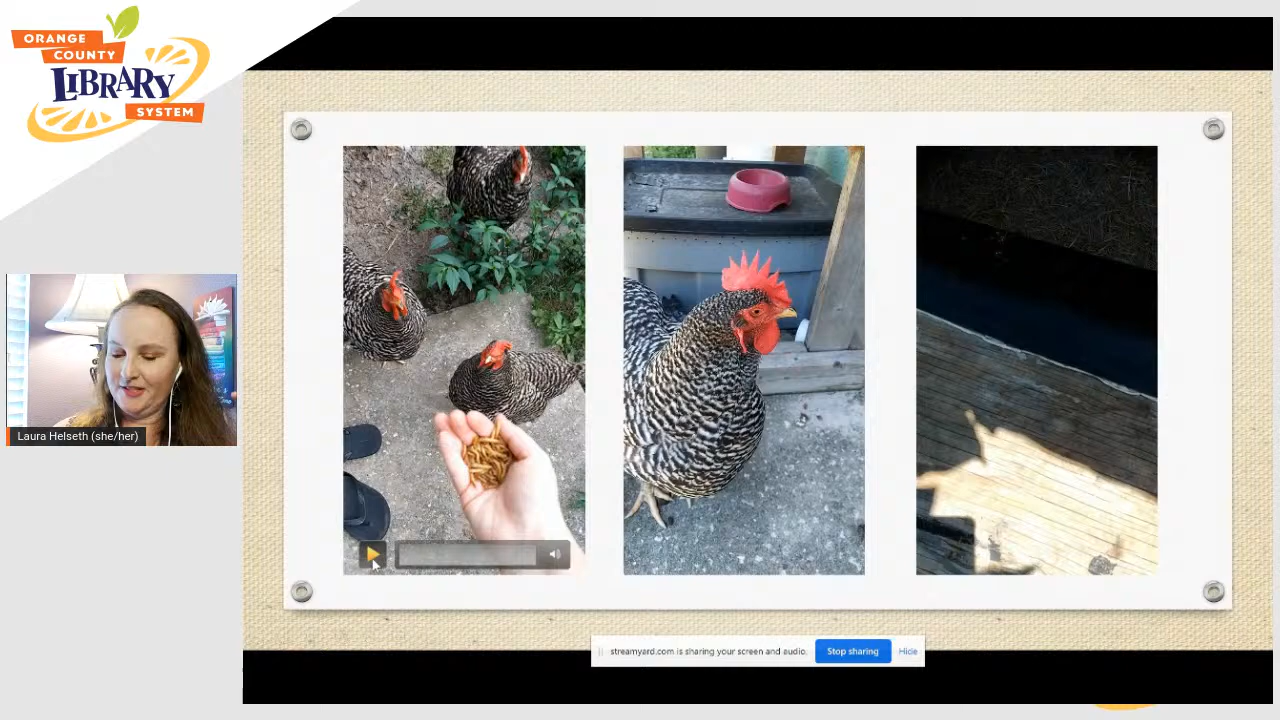 ORANGE
COUNTY
LIBRARY
SYSTEM
Laura Helseth (she/her)
streamyard.com is sharing your screen and audio.
Stop sharing
Hide